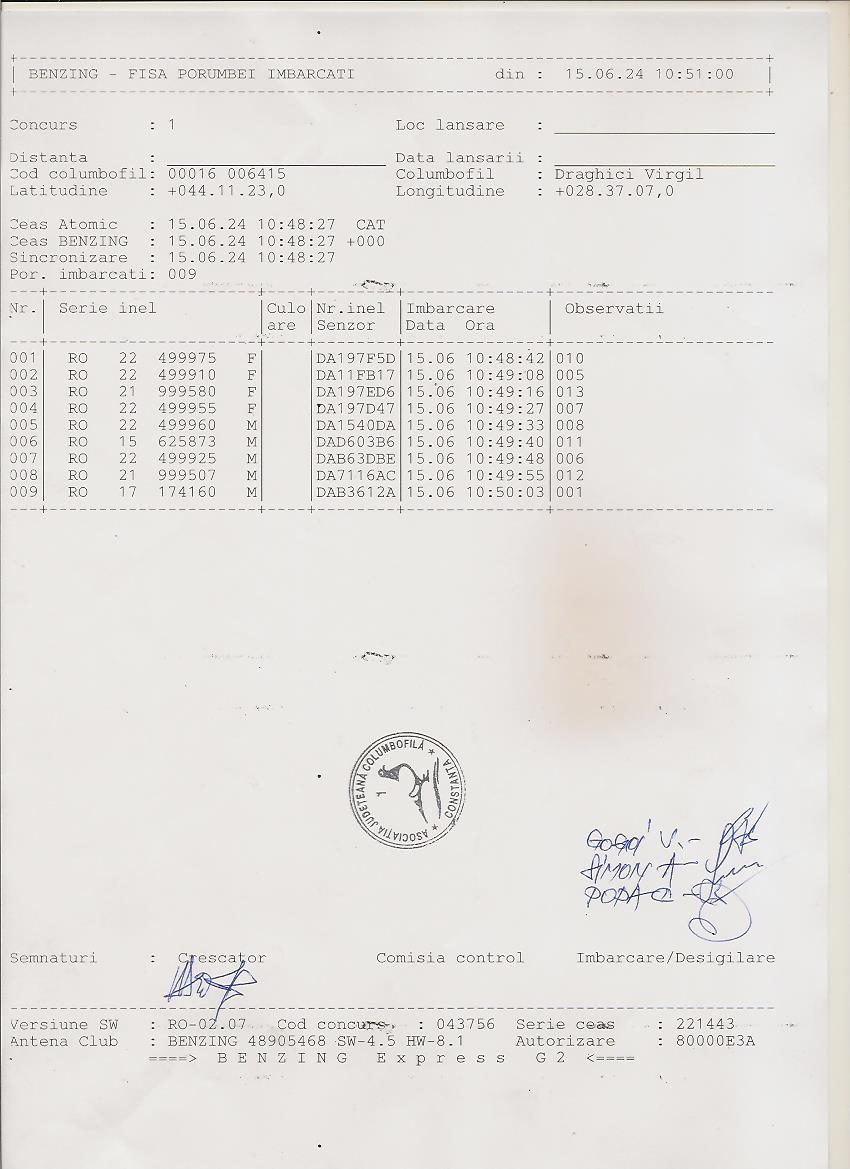 BENZING - FISA PORUMBEI IMBARCATI din : 15.06.24 10:51:00
Concurs : 1 Loc lansare :
Distanta : Data lansarii :
Cod columbofil: 00016 006415 Columbofil : Draghici Virgil
Latitudine : +044.11.23,0 Longitudine : +028.37.07,0
Ceas Atomic : 15.06.24 10:48:27 CAT
Ceas BENZING : 15.06.24 10:48:27 +000
Sincronizare : 15.06.24 10:48:27
Por. imbarcati: 009
Nr. Serie inel Culo Nr.inel Imbarcare Observatii
are Senzor Data Ora
001 RO 22 499975 F DA197F5D 15.06 10:48:42 010
002 RO 22 499910 F DA11FB17 15.06 10:49:08 005
003 RO 21 999580 F DA197ED6 15.06 10:49:16 013
004 RO 22 499955 F DA197D47 15.06 10:49:27 007
005 RO 22 499960 M DA1540DA 15.06 10:49:33 008
006 RO 15 625873 M DAD603B6 15.06 10:49:40 011
007 RO 22 499925 M DAB63DBE 15.06 10:49:48 006
008 RO 21 999507 M DA7116AC 15.06 10:49:55 012
009 RO 17 174160 M DAB3612A 15.06 10:50:03 001
ASOCIAȚIA JUDEȚEANĂ COLUMBOFILĂ * CONSTANȚA *
1
GOGOI V. -
SIMON A -
POPA C -
Semnaturi : Crescator Comisia control Imbarcare/Desigilare
Versiune SW : RO-02.07 Cod concurs : 043756 Serie ceas : 221443
Antena Club : BENZING 48905468 SW-4.5 HW-8.1 Autorizare : 80000E3A
====> B E N Z I N G E x p r e s s G 2 <====